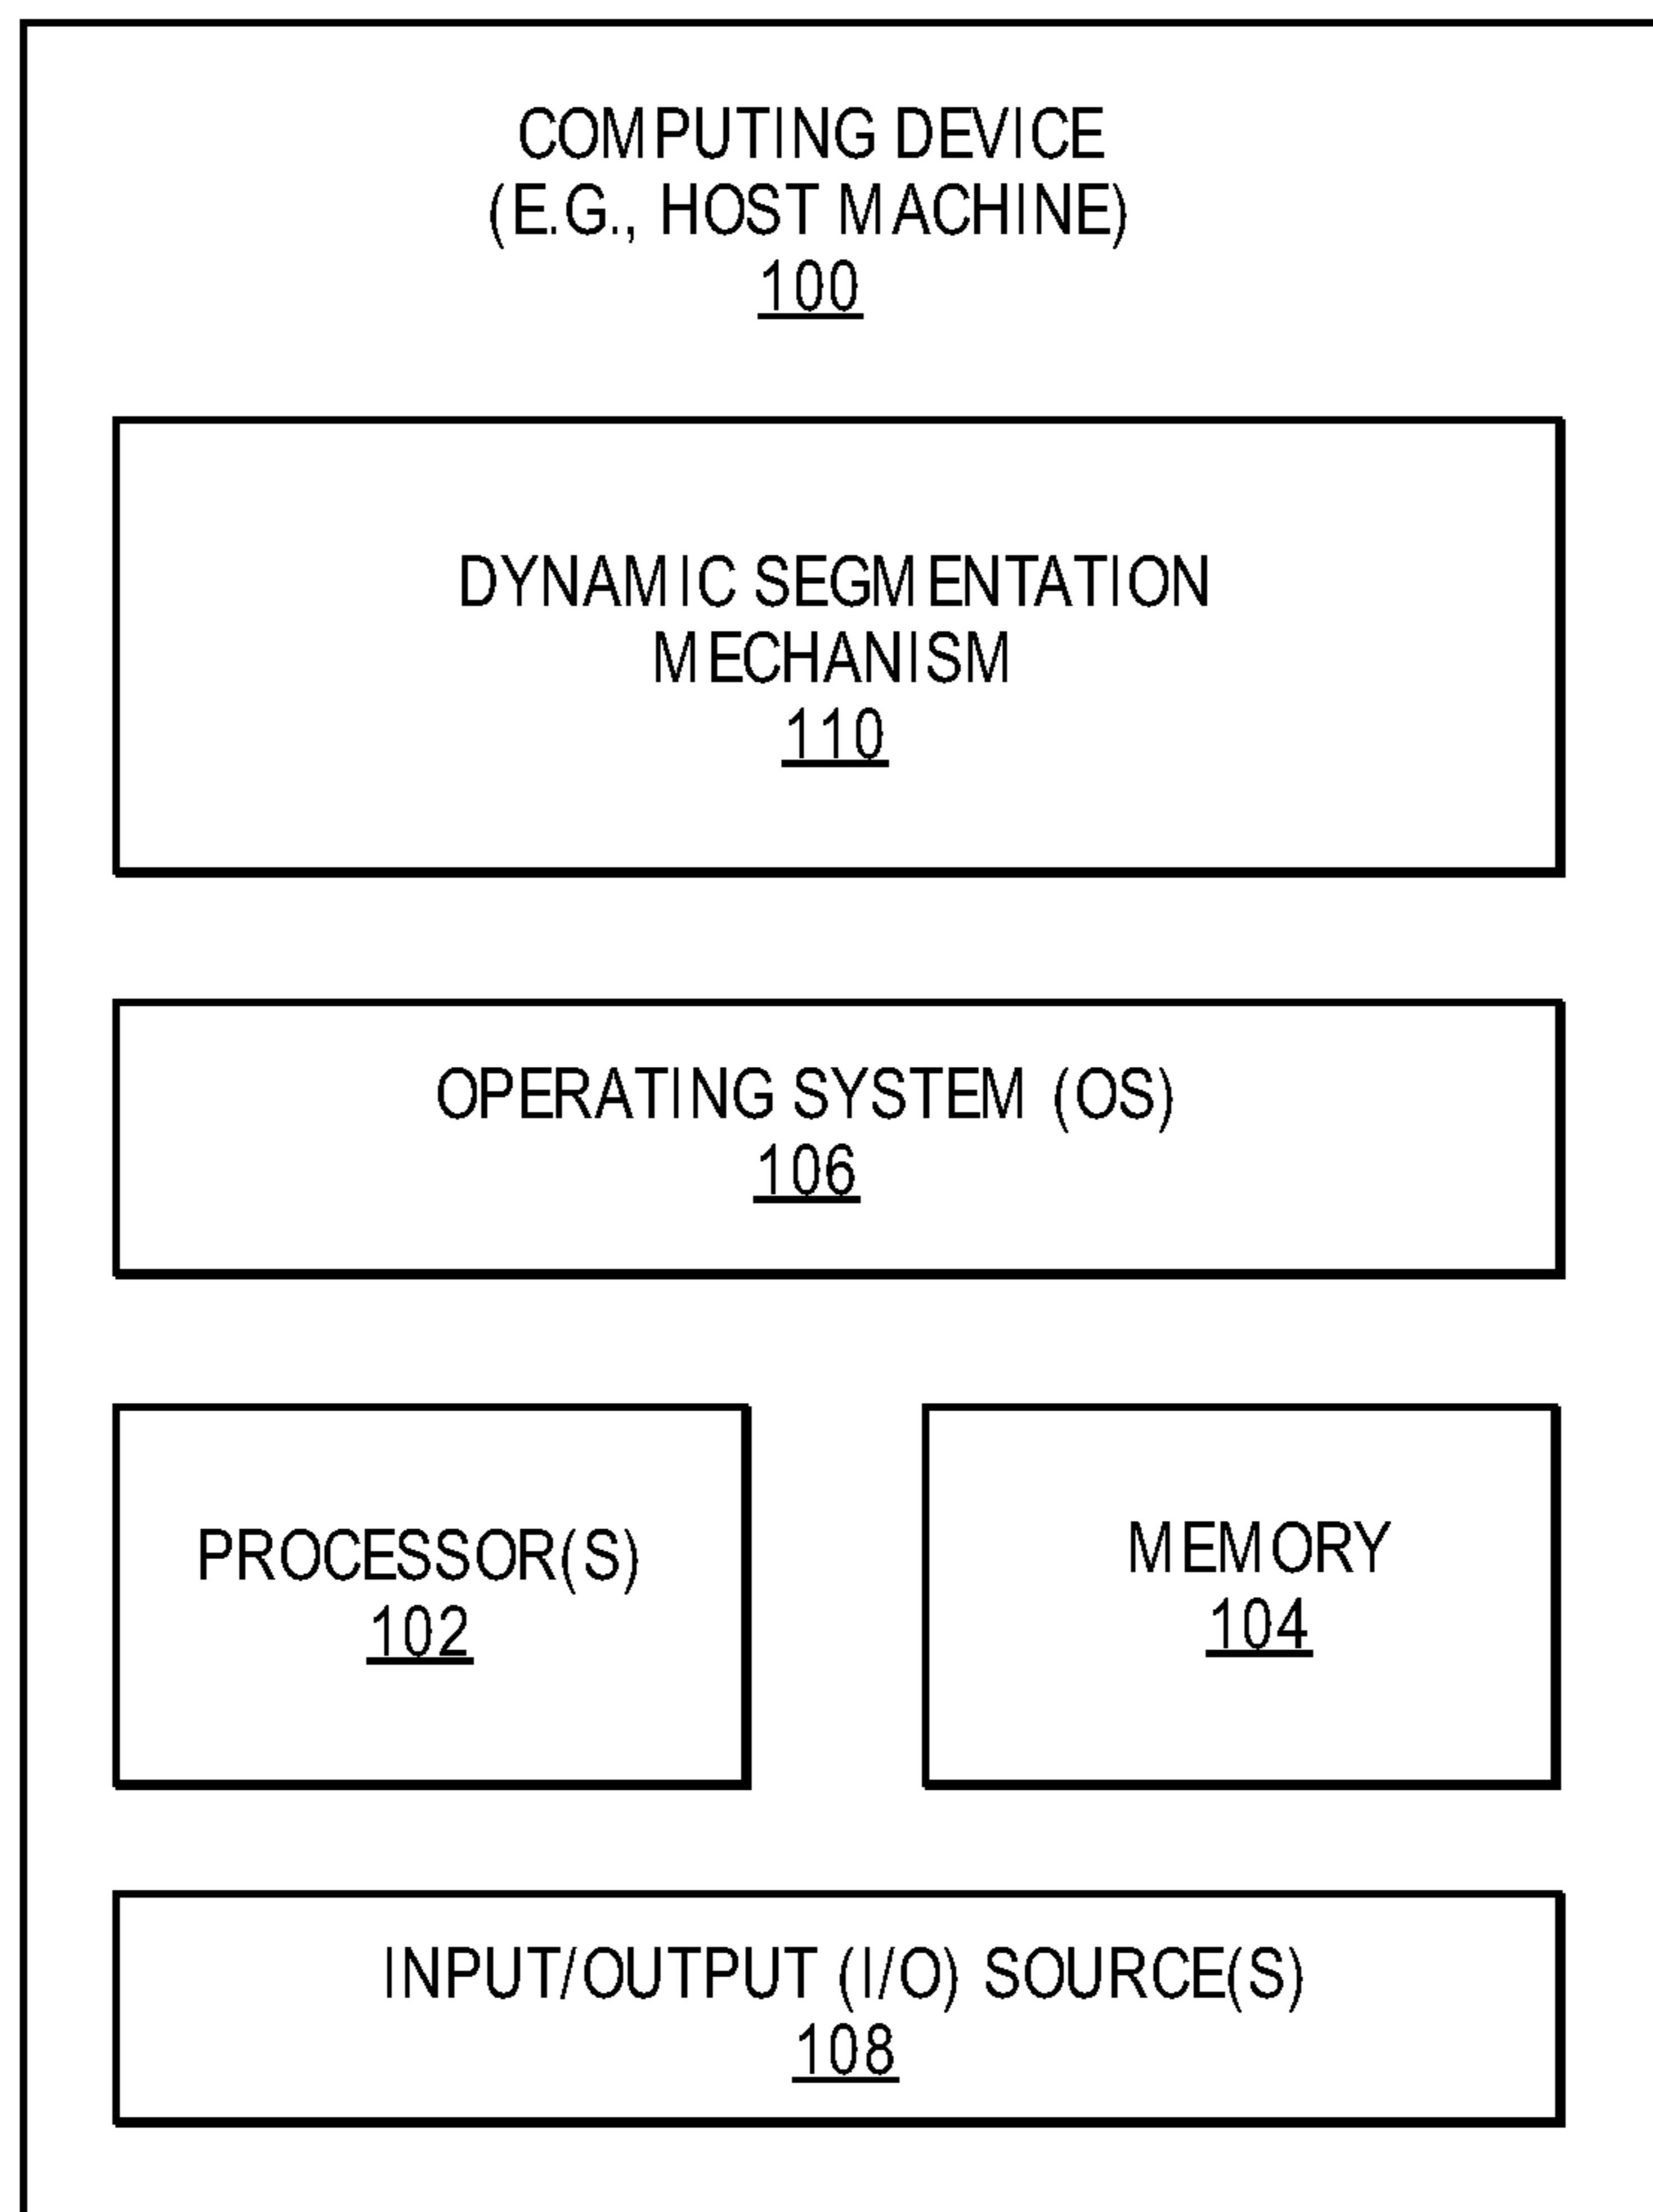 COMPUTING DEVICE
(E.G., HOST MACHINE)
100
DYNAMIC SEGMENTATION
MECHANISM
110
OPERATING SYSTEM (OS)
106
PROCESSOR(S)
102
MEMORY
104
INPUT/OUTPUT (I/O) SOURCE(S)
108